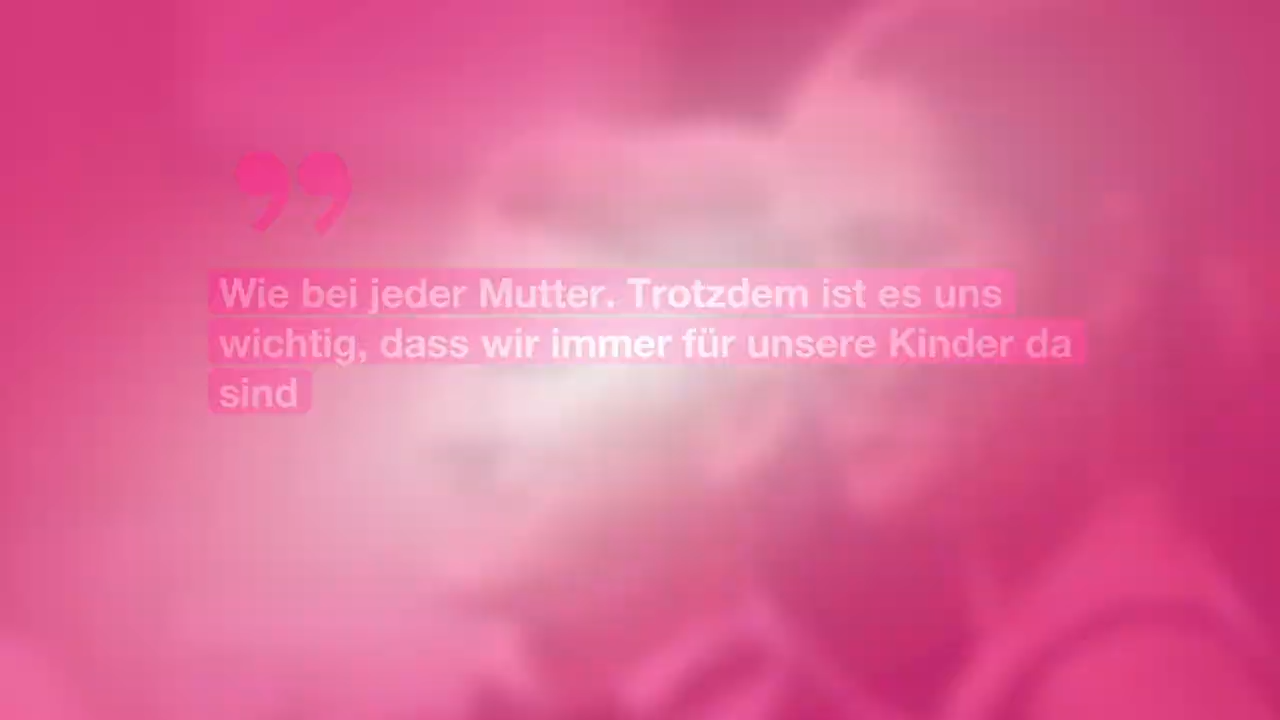 ”
Wie bei jeder Mutter. Trotzdem ist es uns
wichtig, dass wir immer für unsere Kinder da
sind